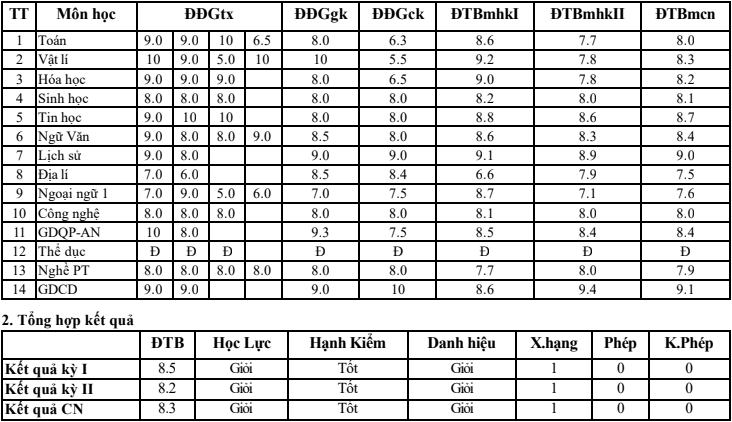 TT Môn học ĐĐGtx ĐĐGgk ĐĐGck ĐTBmhkI ĐTBmhkII ĐTBmcn
1 Toán 9.0 9.0 10 6.5 8.0 6.3 8.6 7.7 8.0
2 Vật lí 10 9.0 5.0 10 10 5.5 9.2 7.8 8.3
3 Hóa học 9.0 9.0 9.0 8.0 6.5 9.0 7.8 8.2
4 Sinh học 8.0 8.0 8.0 8.0 8.0 8.2 8.0 8.1
5 Tin học 9.0 10 10 8.0 8.0 8.8 8.6 8.7
6 Ngữ Văn 9.0 8.0 8.0 9.0 8.5 8.0 8.6 8.3 8.4
7 Lịch sử 9.0 8.0 9.0 9.0 9.1 8.9 9.0
8 Địa lí 7.0 6.0 8.5 8.4 6.6 7.9 7.5
9 Ngoại ngữ 1 7.0 9.0 5.0 6.0 7.0 7.5 8.7 7.1 7.6
10 Công nghệ 8.0 8.0 8.0 8.0 8.0 8.1 8.0 8.0
11 GDQP-AN 10 8.0 9.3 7.5 8.5 8.4 8.4
12 Thể dục Đ Đ Đ Đ Đ Đ Đ Đ
13 Nghề PT 8.0 8.0 8.0 8.0 8.0 8.0 7.7 8.0 7.9
14 GDCD 9.0 9.0 9.0 10 8.6 9.4 9.1
2. Tổng hợp kết quả
ĐTB Học Lực Hạnh Kiểm Danh hiệu X.hạng Phép K.Phép
Kết quả kỳ I 8.5 Giỏi Tốt Giỏi 1 0 0
Kết quả kỳ II 8.2 Giỏi Tốt Giỏi 1 0 0
Kết quả CN 8.3 Giỏi Tốt Giỏi 1 0 0